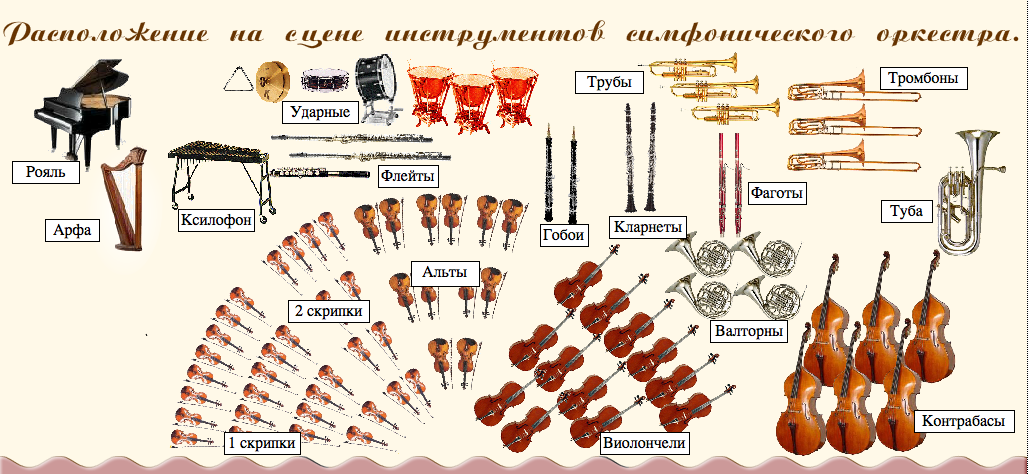 Расположение на сцене инструментов симфонического оркестра.
Ударные
Трубы
Тромбоны
Рояль
Флейты
Фаготы
Ксилофон
Арфа
Гобои
Кларнеты
Туба
Альты
2 скрипки
Валторны
1 скрипки
Виолончели
Контрабасы